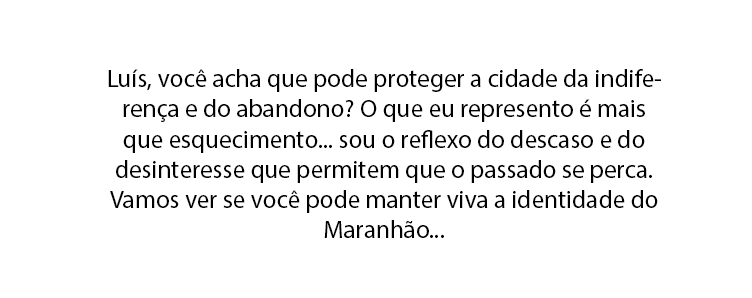 Luís, você acha que pode proteger a cidade da indife-
rença e do abandono? O que eu represento é mais
que esquecimento... sou o reflexo do descaso e do
desinteresse que permitem que o passado se perca.
Vamos ver se você pode manter viva a identidade do
Maranhão...